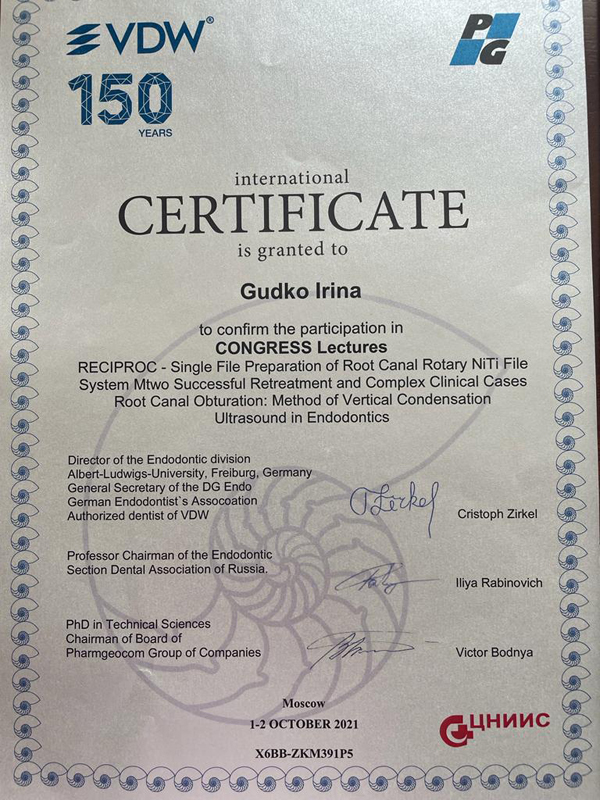 VDW®
PG
150
YEARS
international
CERTIFICATE
is granted to
Gudko Irina
to confirm the participation in
CONGRESS Lectures
RECIPROC - Single File Preparation of Root Canal Rotary NiTi File
System Mtwo Successful Retreatment and Complex Clinical Cases
Root Canal Obturation: Method of Vertical Condensation
Ultrasound in Endodontics
Director of the Endodontic division
Albert-Ludwigs-University, Freiburg, Germany
General Secretary of the DG Endo
German Endodontist`s Assocoation
Authorized dentist of VDW
Cristoph Zirkel
Professor Chairman of the Endodontic
Section Dental Association of Russia.
Iliya Rabinovich
PhD in Technical Sciences
Chairman of Board of
Pharmgeocom Group of Companies
Victor Bodnya
Moscow
1-2 OCTOBER 2021
X6BB-ZKM391P5
ЦНИИС